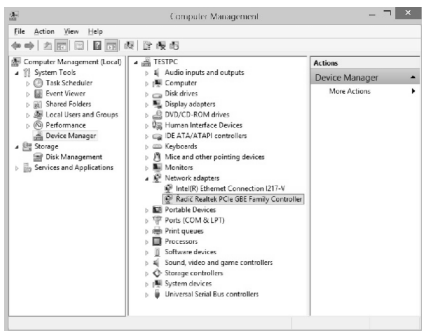 Computer Management
File Action View Help
Computer Management (Local)
System Tools
Task Scheduler
Event Viewer
Shared Folders
Local Users and Groups
Performance
Device Manager
Storage
Disk Management
Services and Applications
TESTPC
Audio inputs and outputs
Computer
Disk drives
Display adapters
DVD/CD-ROM drives
Human Interface Devices
IDE ATA/ATAPI controllers
Keyboards
Mice and other pointing devices
Monitors
Network adapters
Intel(R) Ethernet Connection I217-V
Realtek PCIe GBE Family Controller
Portable Devices
Ports (COM & LPT)
Print queues
Processors
Software devices
Sound, video and game controllers
Storage controllers
System devices
Universal Serial Bus controllers
Actions
Device Manager
More Actions